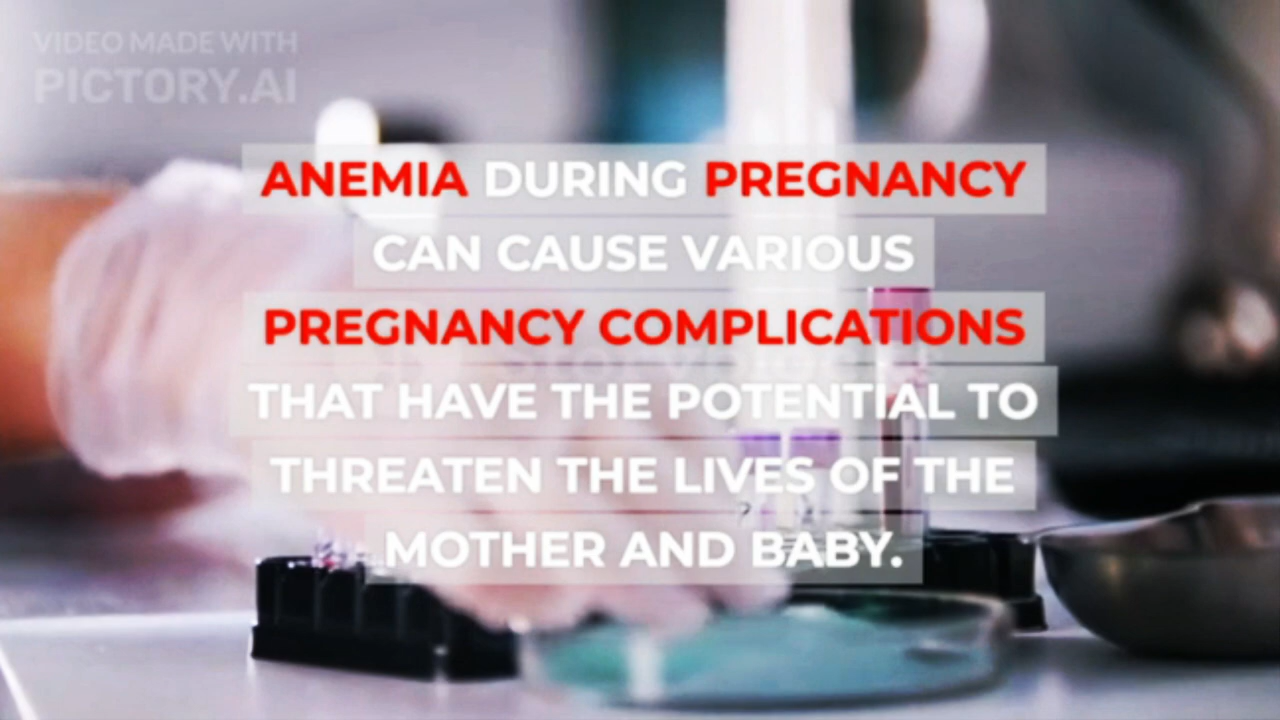 VIDEO MADE WITH
PICTORY.AI
ANEMIA DURING PREGNANCY
CAN CAUSE VARIOUS
PREGNANCY COMPLICATIONS
THAT HAVE THE POTENTIAL TO
THREATEN THE LIVES OF THE
MOTHER AND BABY.